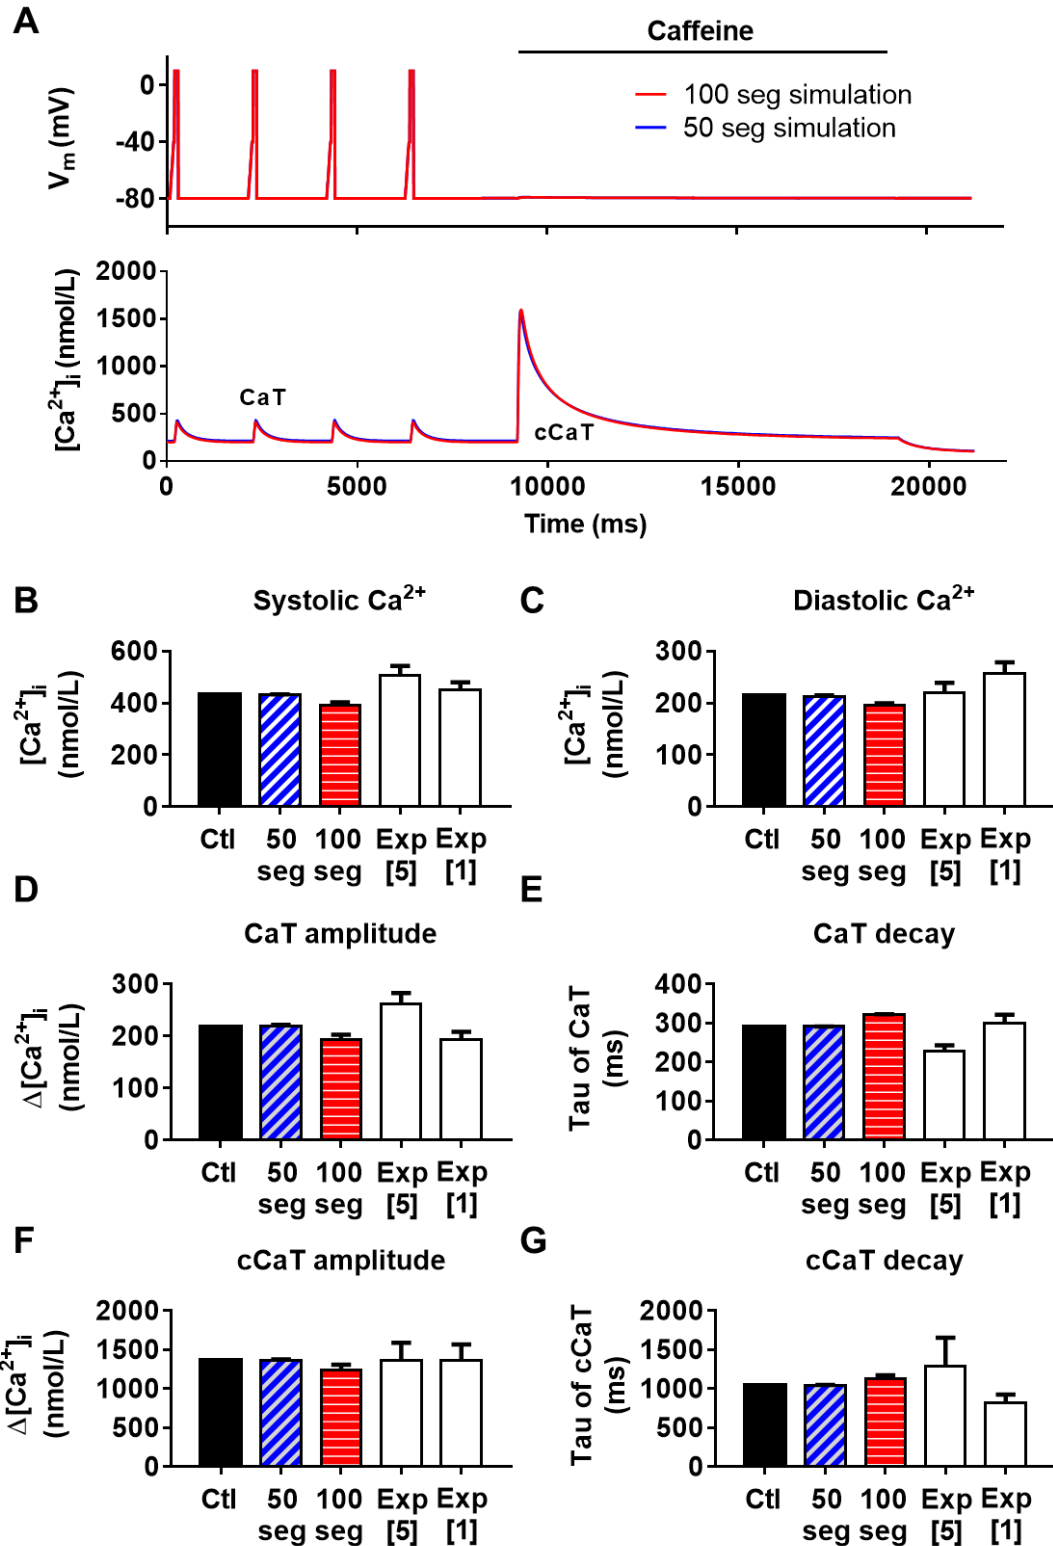 A
Caffeine
100 seg simulation
50 seg simulation
Vm (mV)
0
-40
-80
[Ca2+]i (nmol/L)
2000
1500
1000
500
0
CaT
cCaT
0 5000 10000 15000 20000
Time (ms)
B
Systolic Ca2+
[Ca2+]i
(nmol/L)
600
400
200
0
Ctl 50 100 Exp Exp
seg seg [5] [1]
C
Diastolic Ca2+
[Ca2+]i
(nmol/L)
300
200
100
0
Ctl 50 100 Exp Exp
seg seg [5] [1]
D
CaT amplitude
Δ[Ca2+]i
(nmol/L)
300
200
100
0
Ctl 50 100 Exp Exp
seg seg [5] [1]
E
CaT decay
Tau of CaT
(ms)
400
300
200
100
0
Ctl 50 100 Exp Exp
seg seg [5] [1]
F
cCaT amplitude
Δ[Ca2+]i
(nmol/L)
2000
1500
1000
500
0
Ctl 50 100 Exp Exp
seg seg [5] [1]
G
cCaT decay
Tau of cCaT
(ms)
2000
1500
1000
500
0
Ctl 50 100 Exp Exp
seg seg [5] [1]